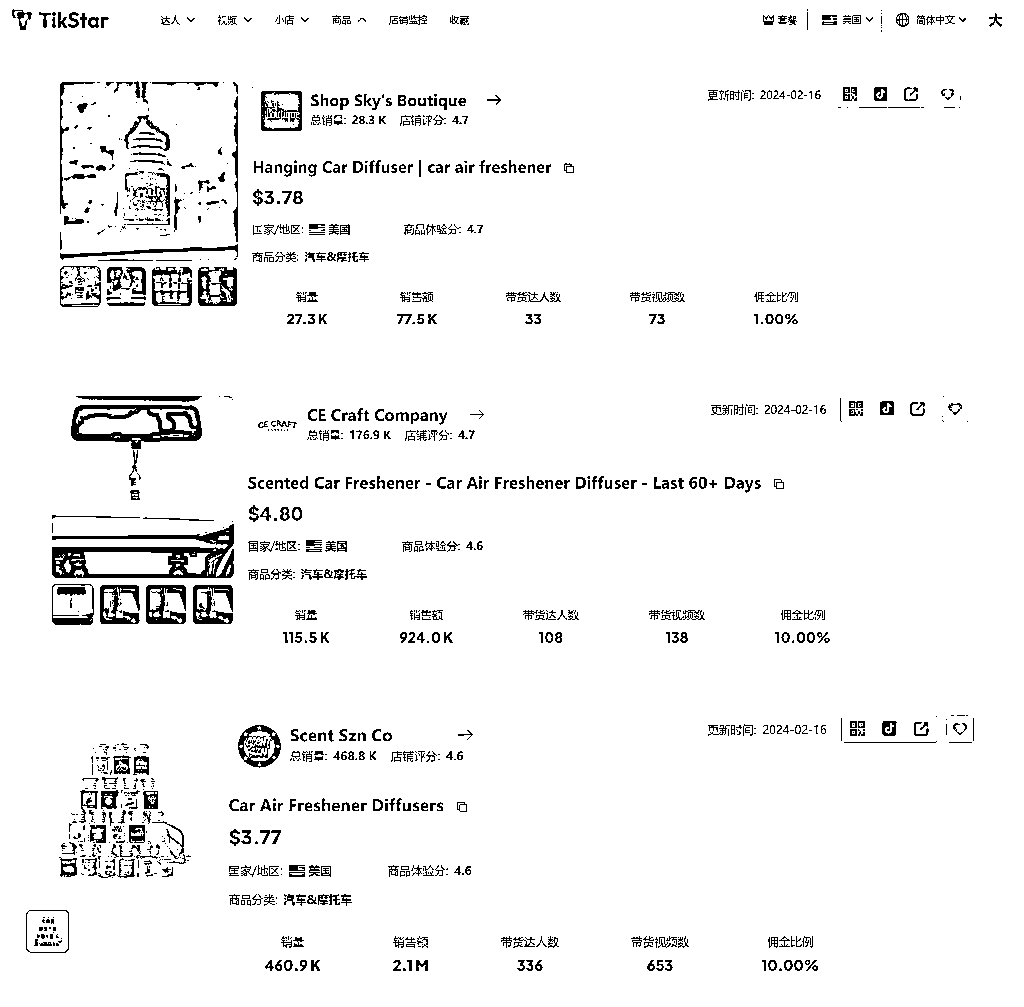 TikStar 达人 视频 小店 商品 店铺监控 收藏 套餐 美国 简体中文
Shop Sky's Boutique
更新时间: 2024-02-16
总销量: 28.3 K 店铺评分: 4.7
Hanging Car Diffuser | car air freshener
$3.78
国家/地区: 美国 商品体验分: 4.7
商品分类: 汽车&摩托车
销量 销售额 带货达人数 带货视频数 佣金比例
27.3 K 77.5 K 33 73 1.00%
CE CRAFT
CE Craft Company
更新时间: 2024-02-16
总销量: 176.9 K 店铺评分: 4.7
Scented Car Freshener - Car Air Freshener Diffuser - Last 60+ Days
$4.80
国家/地区: 美国 商品体验分: 4.6
商品分类: 汽车&摩托车
销量 销售额 带货达人数 带货视频数 佣金比例
115.5 K 924.0 K 108 138 10.00%
Scent Szn Co
更新时间: 2024-02-16
总销量: 468.8 K 店铺评分: 4.6
Car Air Freshener Diffusers
$3.77
国家/地区: 美国 商品体验分: 4.6
商品分类: 汽车&摩托车
销量 销售额 带货达人数 带货视频数 佣金比例
460.9 K 2.1 M 336 653 10.00%